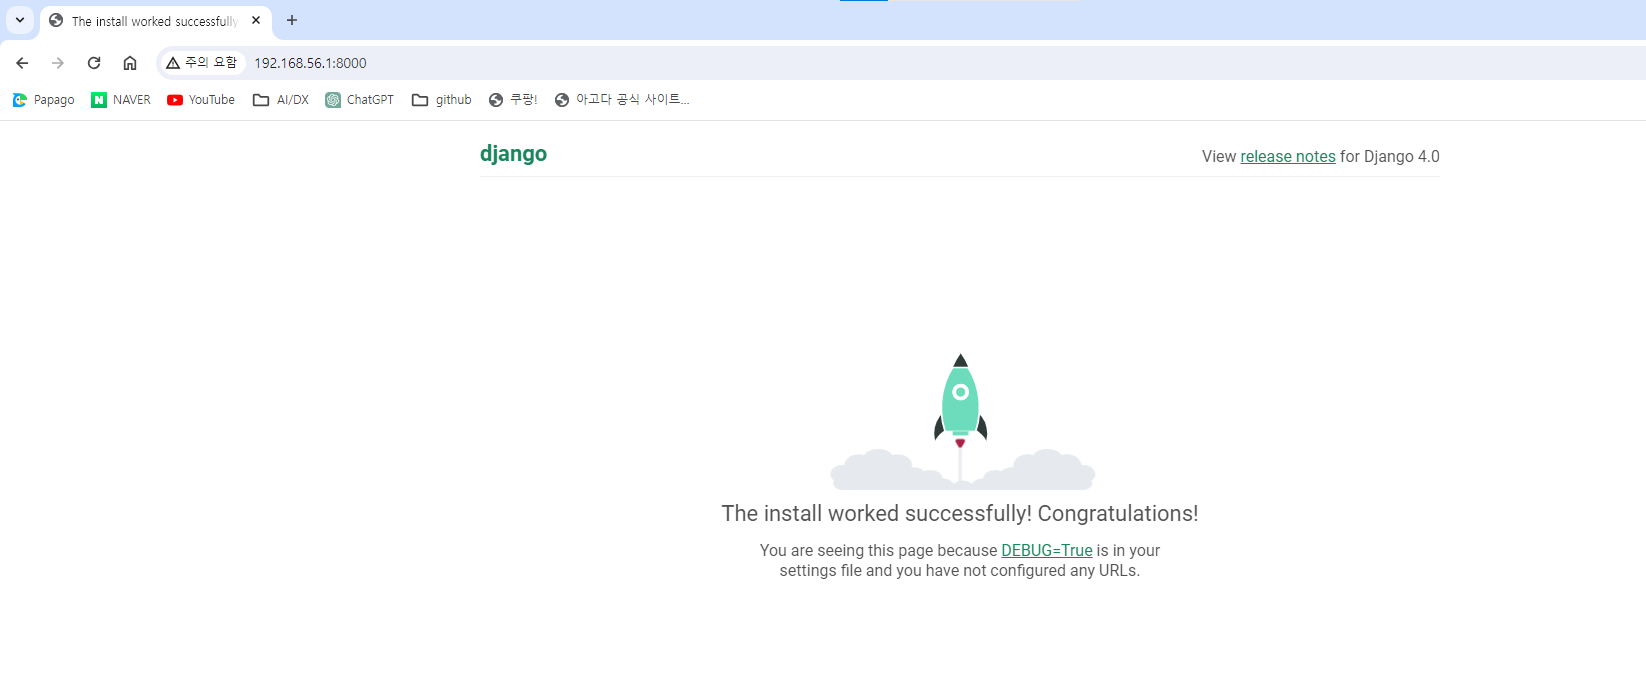 The install worked successfully
주의 요함 192.168.56.1:8000
Papago NAVER YouTube AI/DX ChatGPT github 쿠팡! 아고다 공식 사이트...
django
View release notes for Django 4.0
The install worked successfully! Congratulations!
You are seeing this page because DEBUG=True is in your
settings file and you have not configured any URLs.